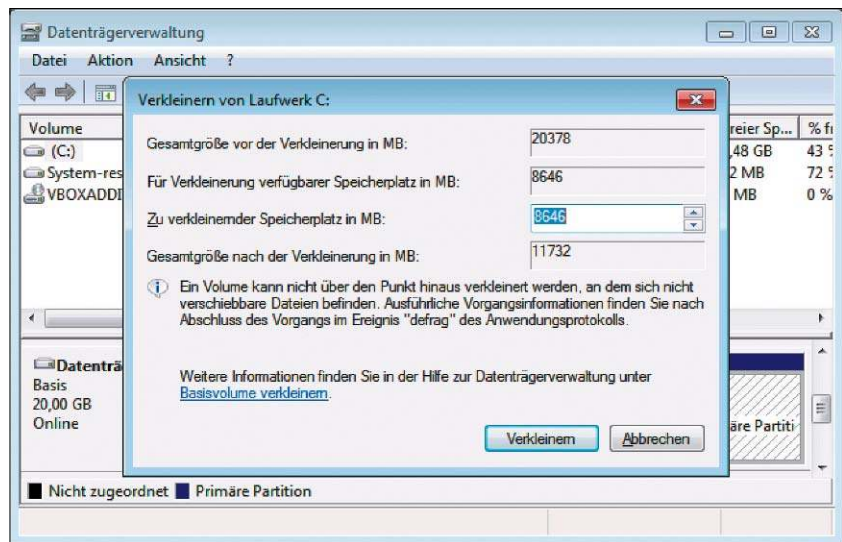 Datenträgerverwaltung
Datei Aktion Ansicht ?
Verkleinern von Laufwerk C:
Volume
reier Sp... % fr
(C:)
,48 GB 43 %
System-res
2 MB 72 %
VBOXADDI
MB 0 %
Gesamtgröße vor der Verkleinerung in MB: 20378
Für Verkleinerung verfügbarer Speicherplatz in MB: 8646
Zu verkleinernder Speicherplatz in MB: 8646
Gesamtgröße nach der Verkleinerung in MB: 11732
Ein Volume kann nicht über den Punkt hinaus verkleinert werden, an dem sich nicht
verschiebbare Dateien befinden. Ausführliche Vorgangsinformationen finden Sie nach
Abschluss des Vorgangs im Ereignis "defrag" des Anwendungsprotokolls.
Weitere Informationen finden Sie in der Hilfe zur Datenträgerverwaltung unter
Basisvolume verkleinern.
Verkleinern Abbrechen
Datenträ
Basis
20,00 GB
Online
äre Partiti
Nicht zugeordnet Primäre Partition